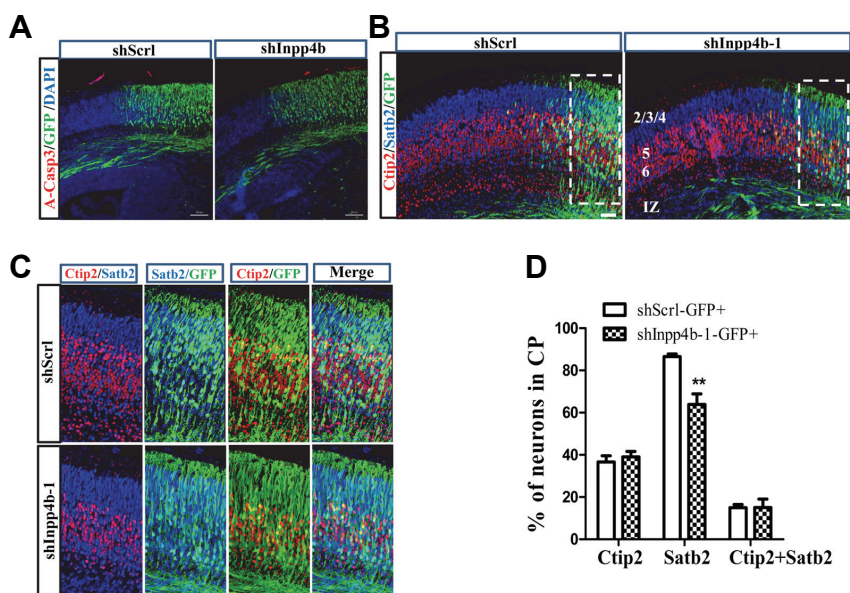 A
shScrl
shInpp4b
A-Casp3/GFP/DAPI
B
shScrl
shInpp4b-1
Ctip2/Satb2/GFP
2/3/4
5
6
IZ
C
Ctip2/Satb2
Satb2/GFP
Ctip2/GFP
Merge
shScrl
shInpp4b-1
D
shScrl-GFP+
shInpp4b-1-GFP+
% of neurons in CP
100
80
60
40
20
0
**
Ctip2
Satb2
Ctip2+Satb2